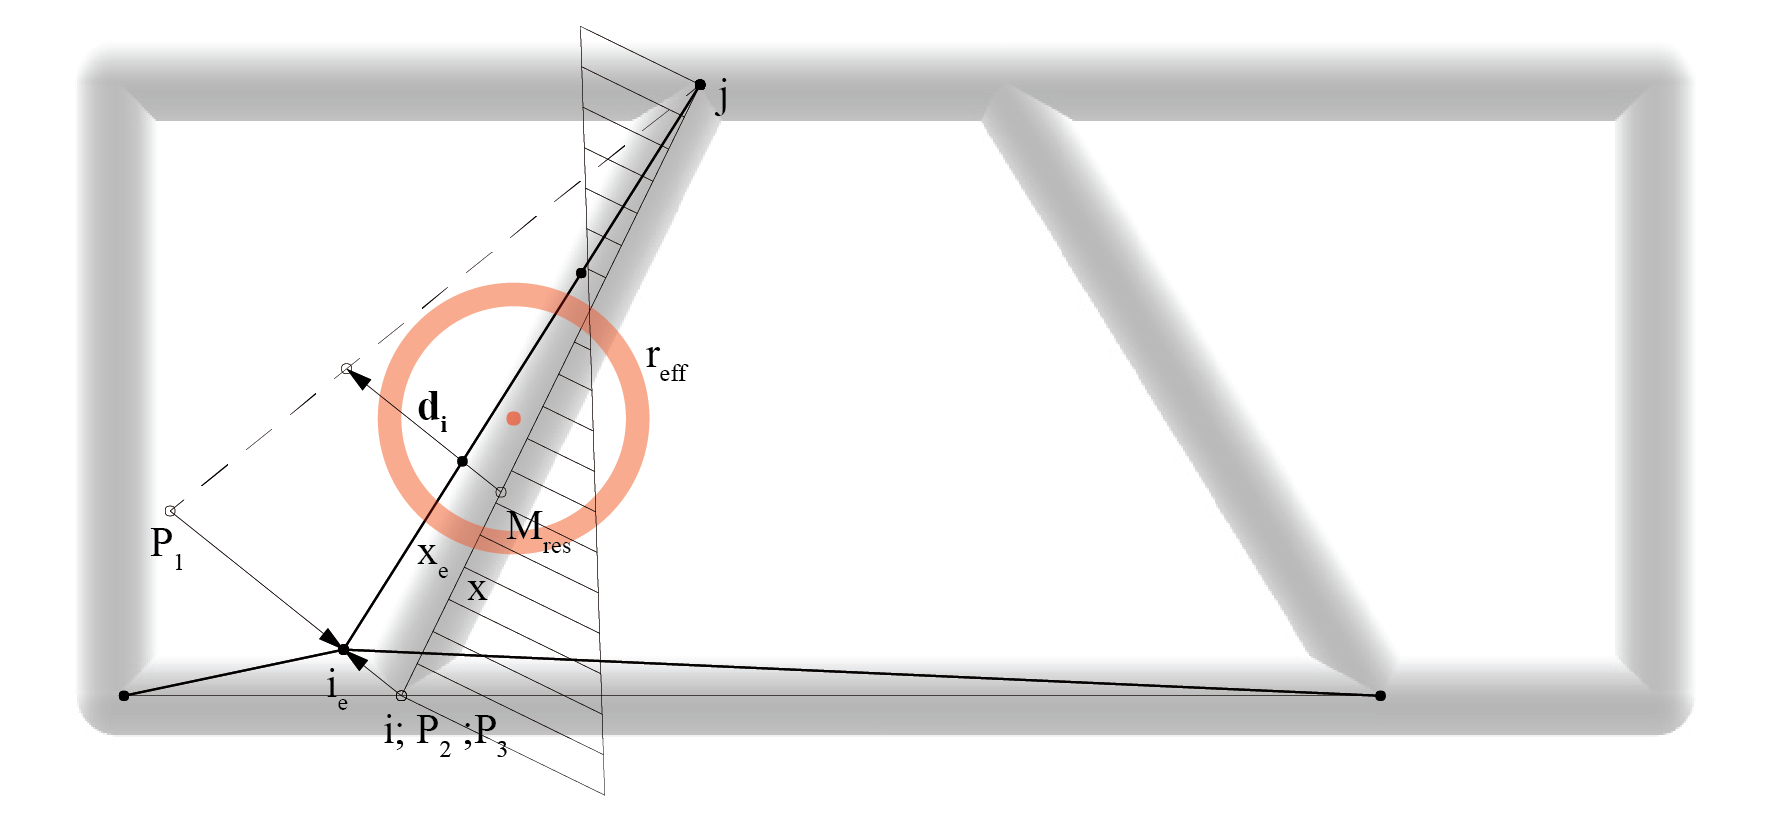 j
r_eff
d_i
P_1
M_res
x_e
x
i_e
i; P_2 ;P_3